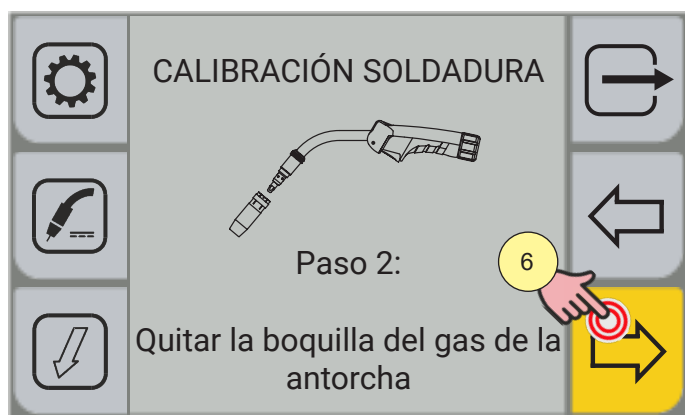 CALIBRACIÓN SOLDADURA
Paso 2:
6
Quitar la boquilla del gas de la
antorcha